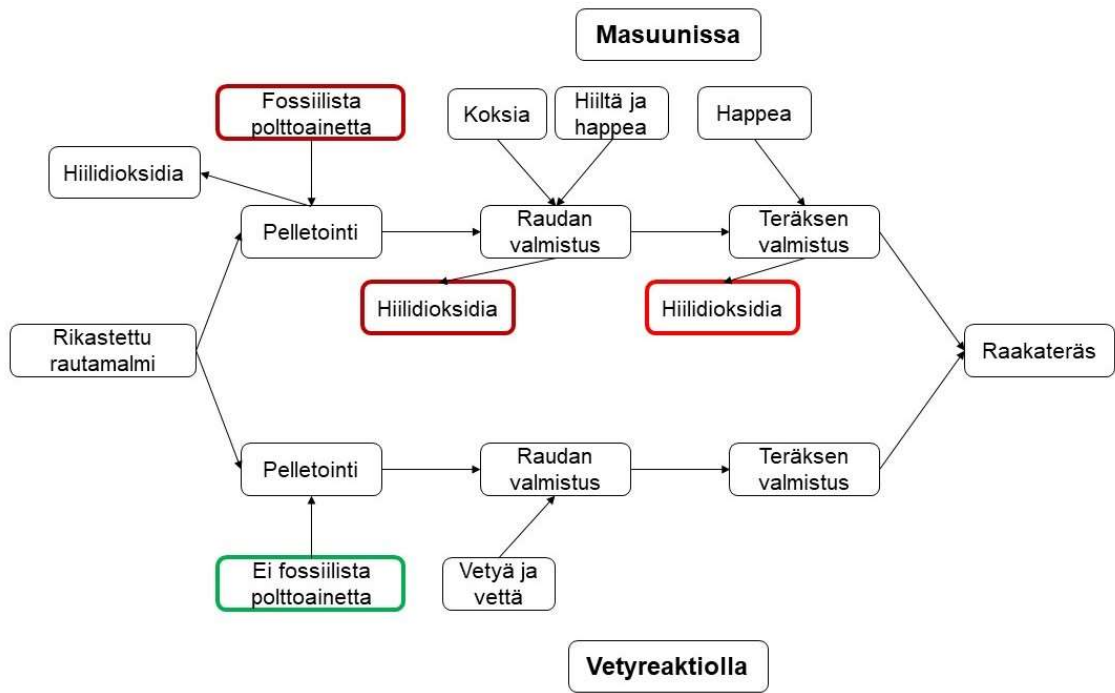 Masuunissa
Fossiilista
polttoainetta
Koksia
Hiiltä ja
happea
Happea
Hiilidioksidia
Pelletointi
Raudan
valmistus
Teräksen
valmistus
Hiilidioksidia
Hiilidioksidia
Rikastettu
rautamalmi
Raakateräs
Pelletointi
Raudan
valmistus
Teräksen
valmistus
Ei fossiilista
polttoainetta
Vetyä ja
vettä
Vetyreaktiolla